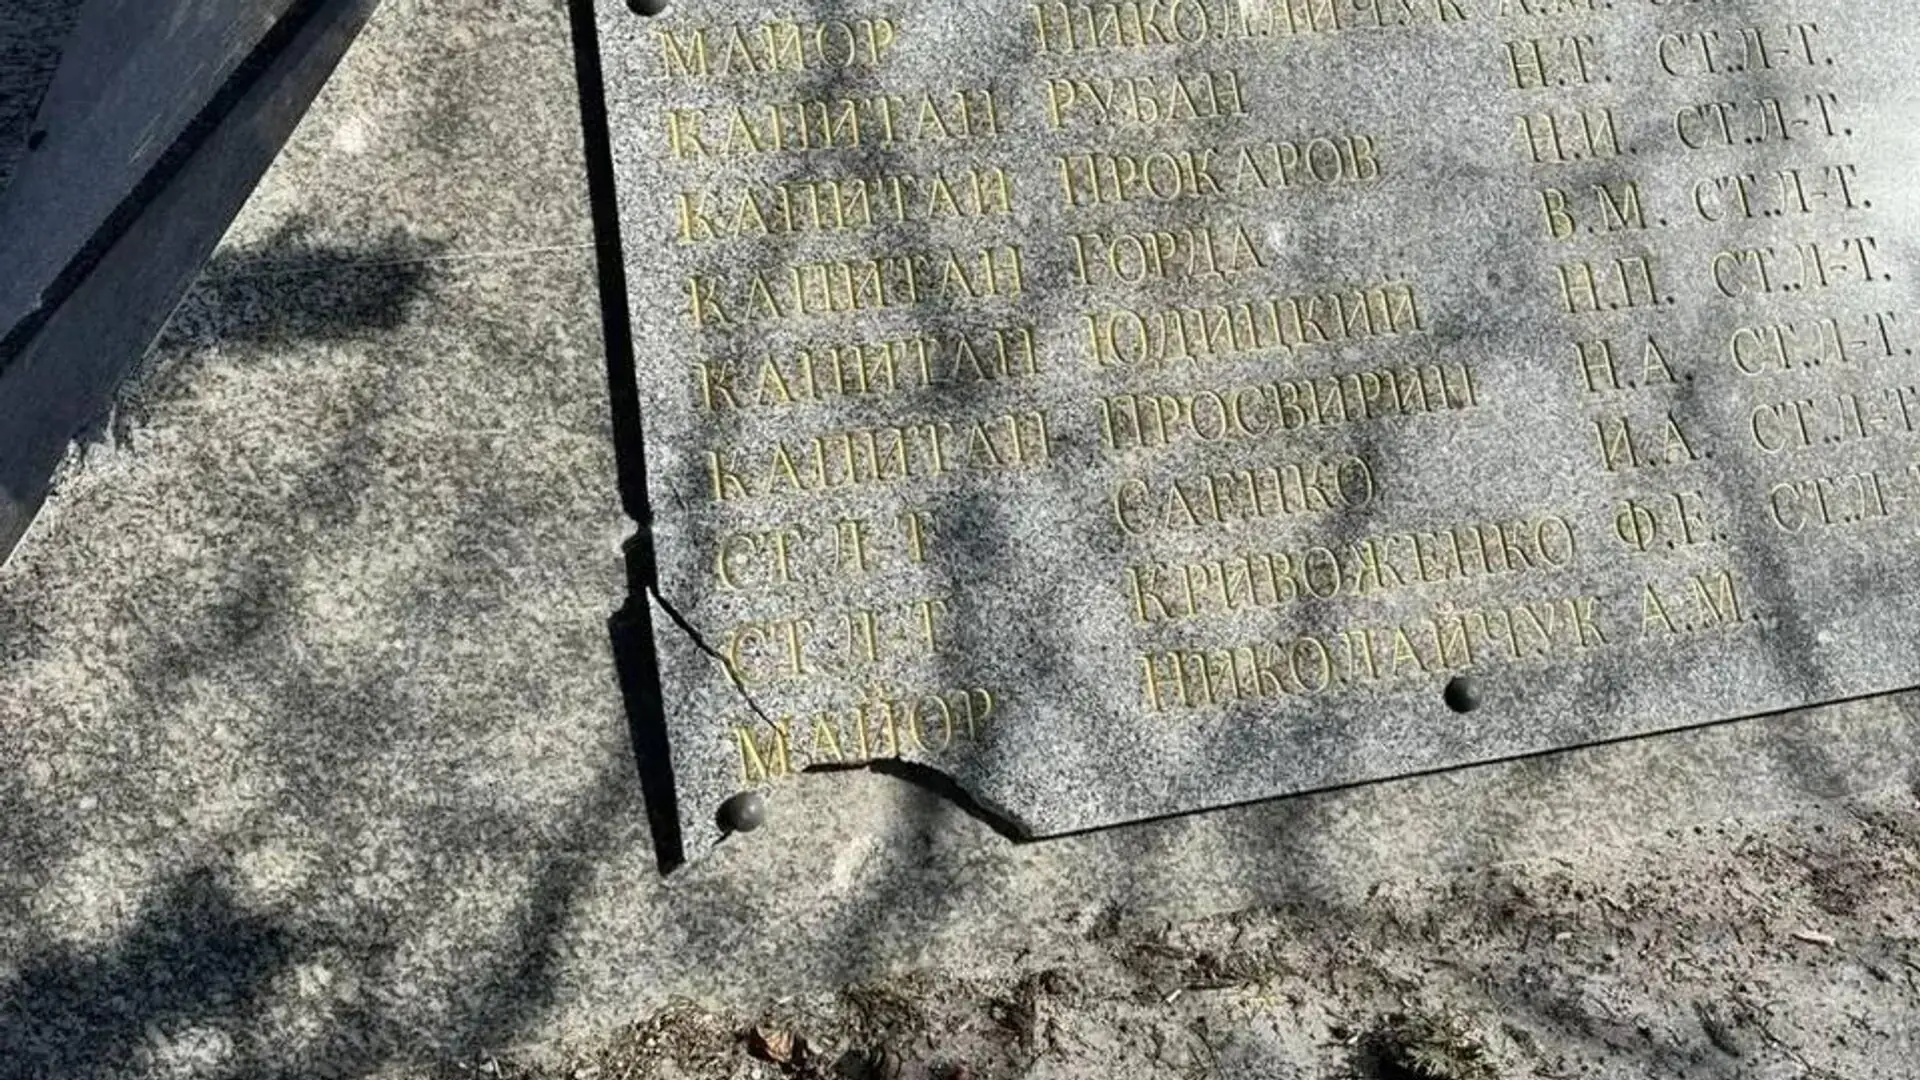 МАЙОР НИКОЛАЙЧУК А.М.
КАПИТАН РУБАН Н.Т. СТ.Л-Т.
КАПИТАН ПРОКАРОВ Н.И. СТ.Л-Т.
КАПИТАН ГОРДА В.М. СТ.Л-Т.
КАПИТАН ЮДИЦКИЙ Н.П. СТ.Л-Т.
КАПИТАН ПРОСВИРИН Н.А. СТ.Л-Т.
СТ Л Т САЕНКО И.А. СТ.Л-Т
СТ Л-Т КРИВОЖЕНКО Ф.Е. СТ.Л-
МАЙОР НИКОЛАЙЧУК А.М.